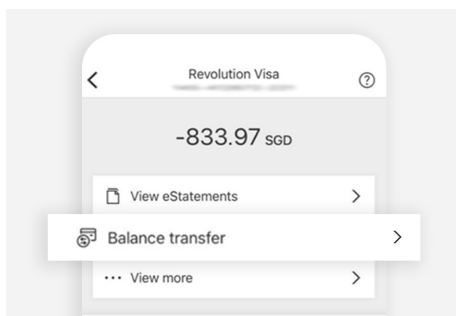 Revolution Visa
-833.97 SGD
View eStatements
Balance transfer
View more